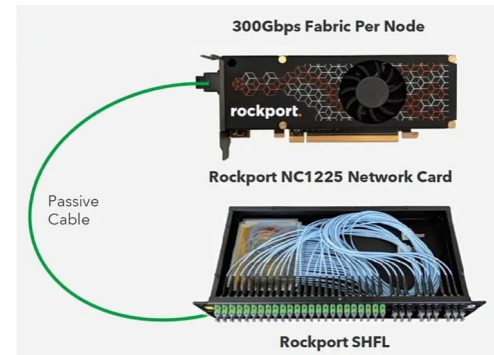 300Gbps Fabric Per Node
rockport.
Rockport NC1225 Network Card
Passive
Cable
Rockport SHFL